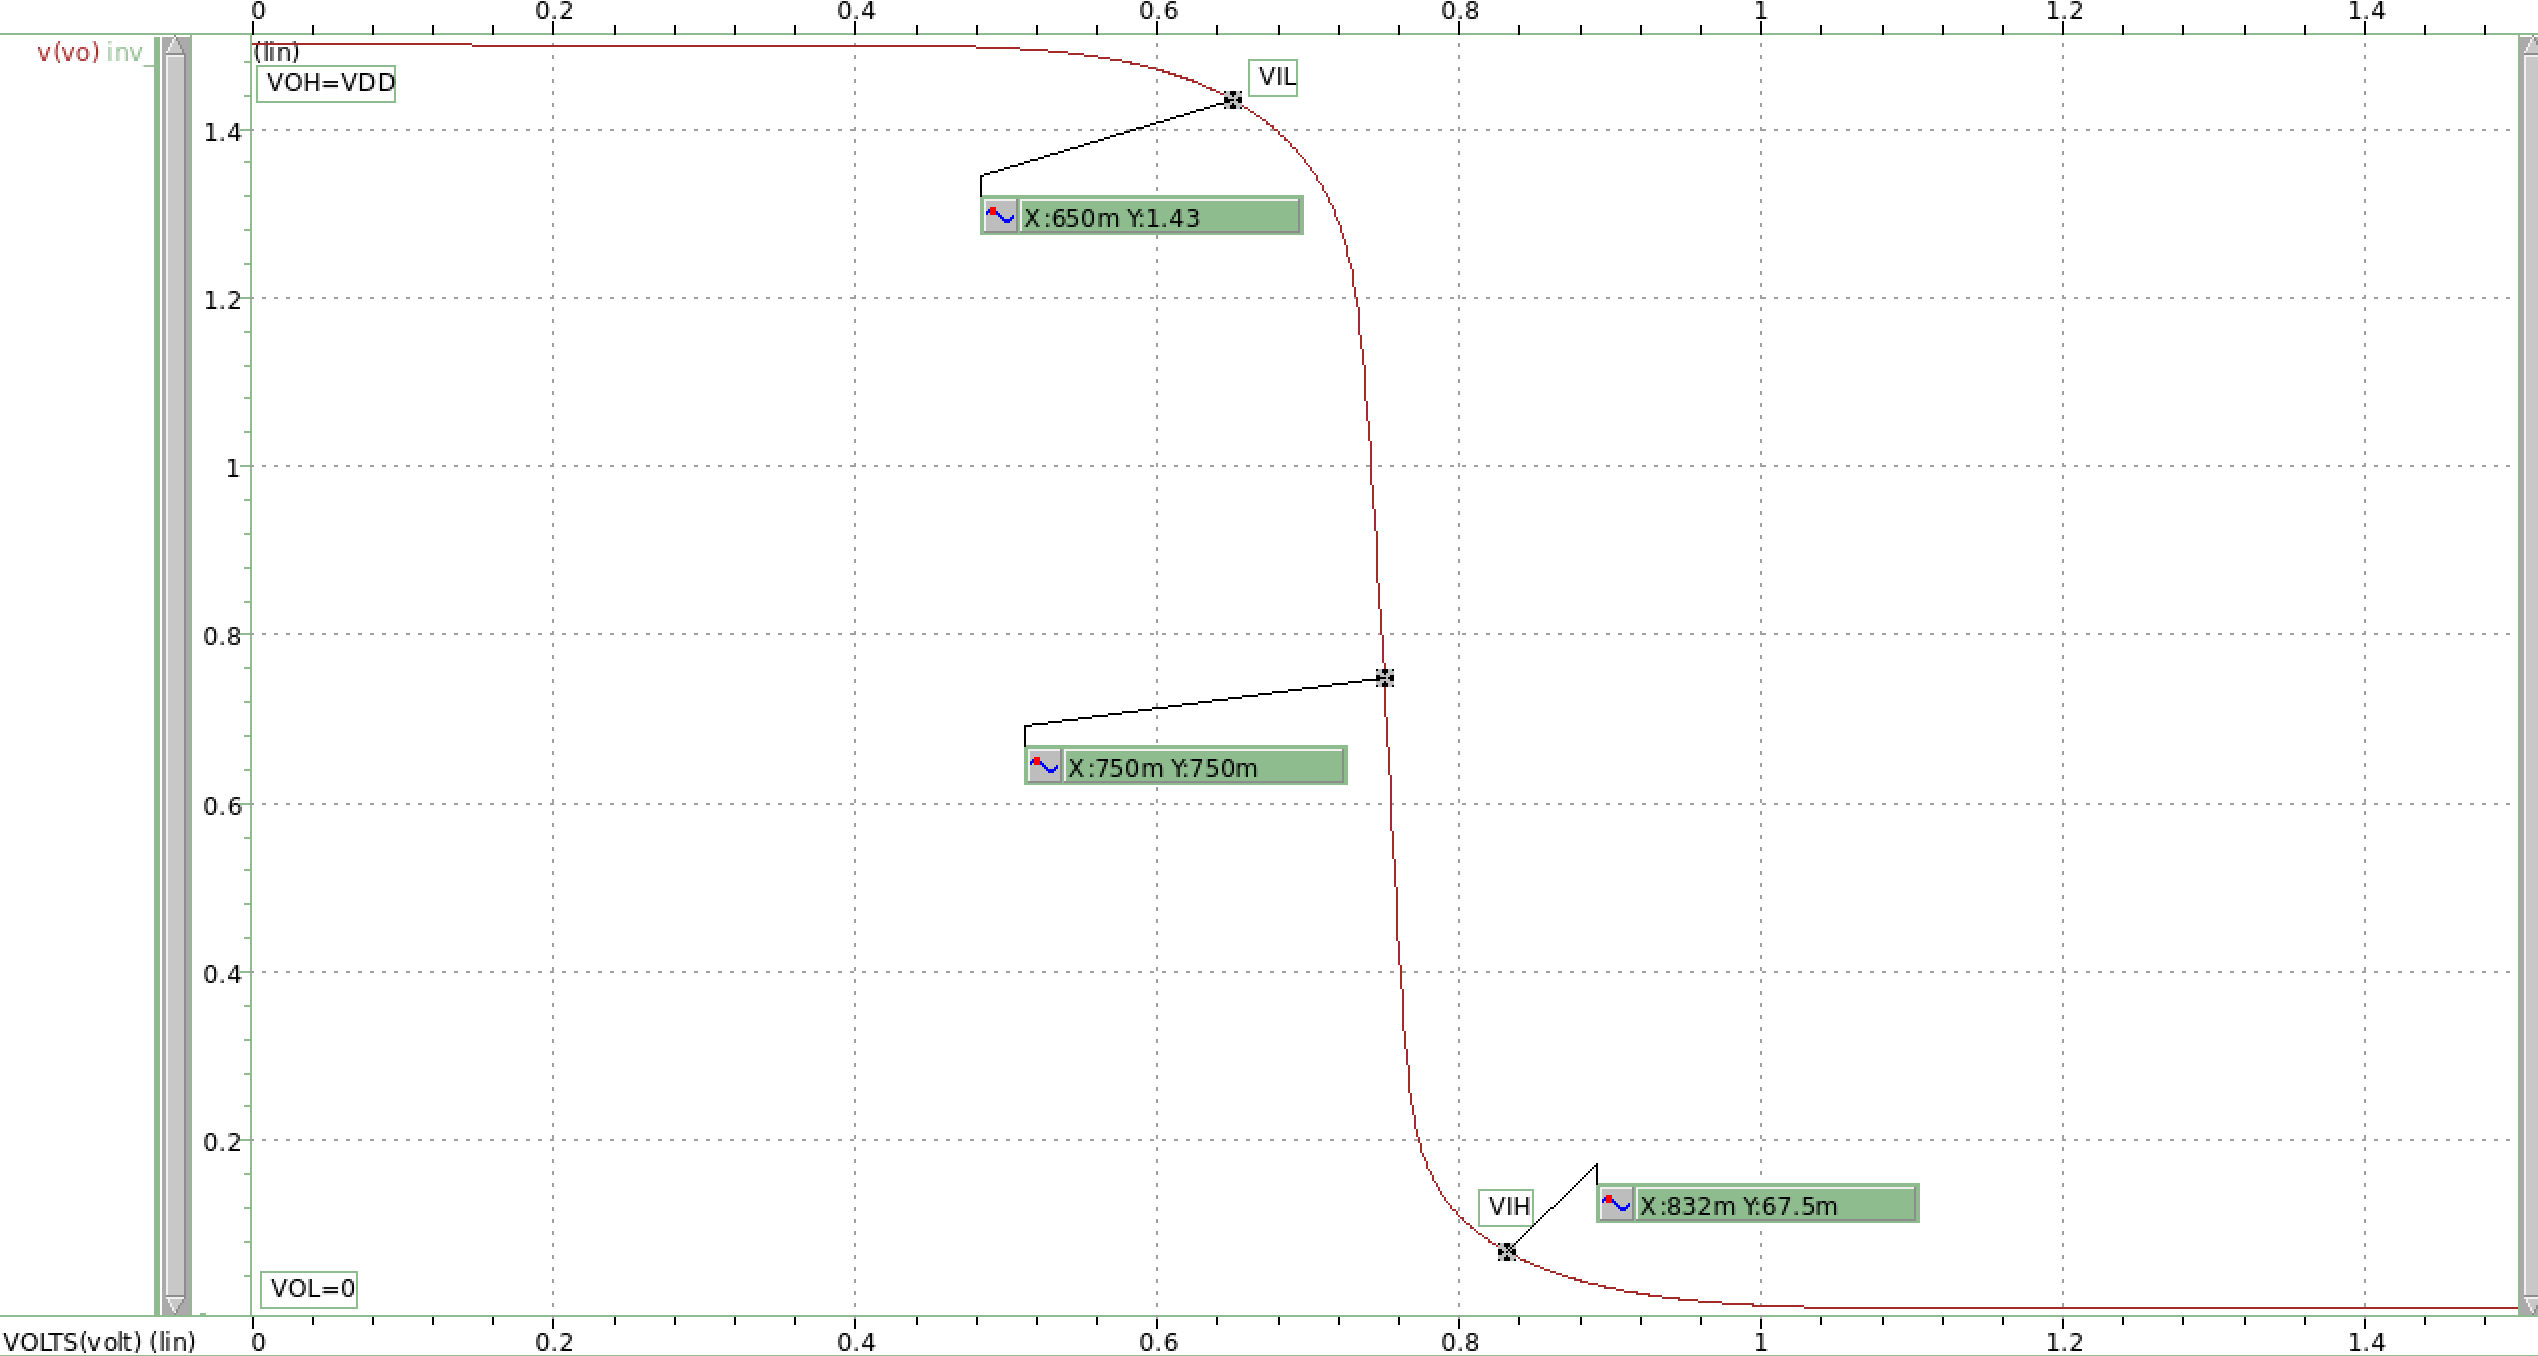 0 0.2 0.4 0.6 0.8 1 1.2 1.4
v(vo) inv_
(lin)
VOH=VDD
VIL
1.4
X:650m Y:1.43
1.2
1
0.8
X:750m Y:750m
0.6
0.4
0.2
VIH
X:832m Y:67.5m
VOL=0
VOLTS(volt) (lin)
0 0.2 0.4 0.6 0.8 1 1.2 1.4